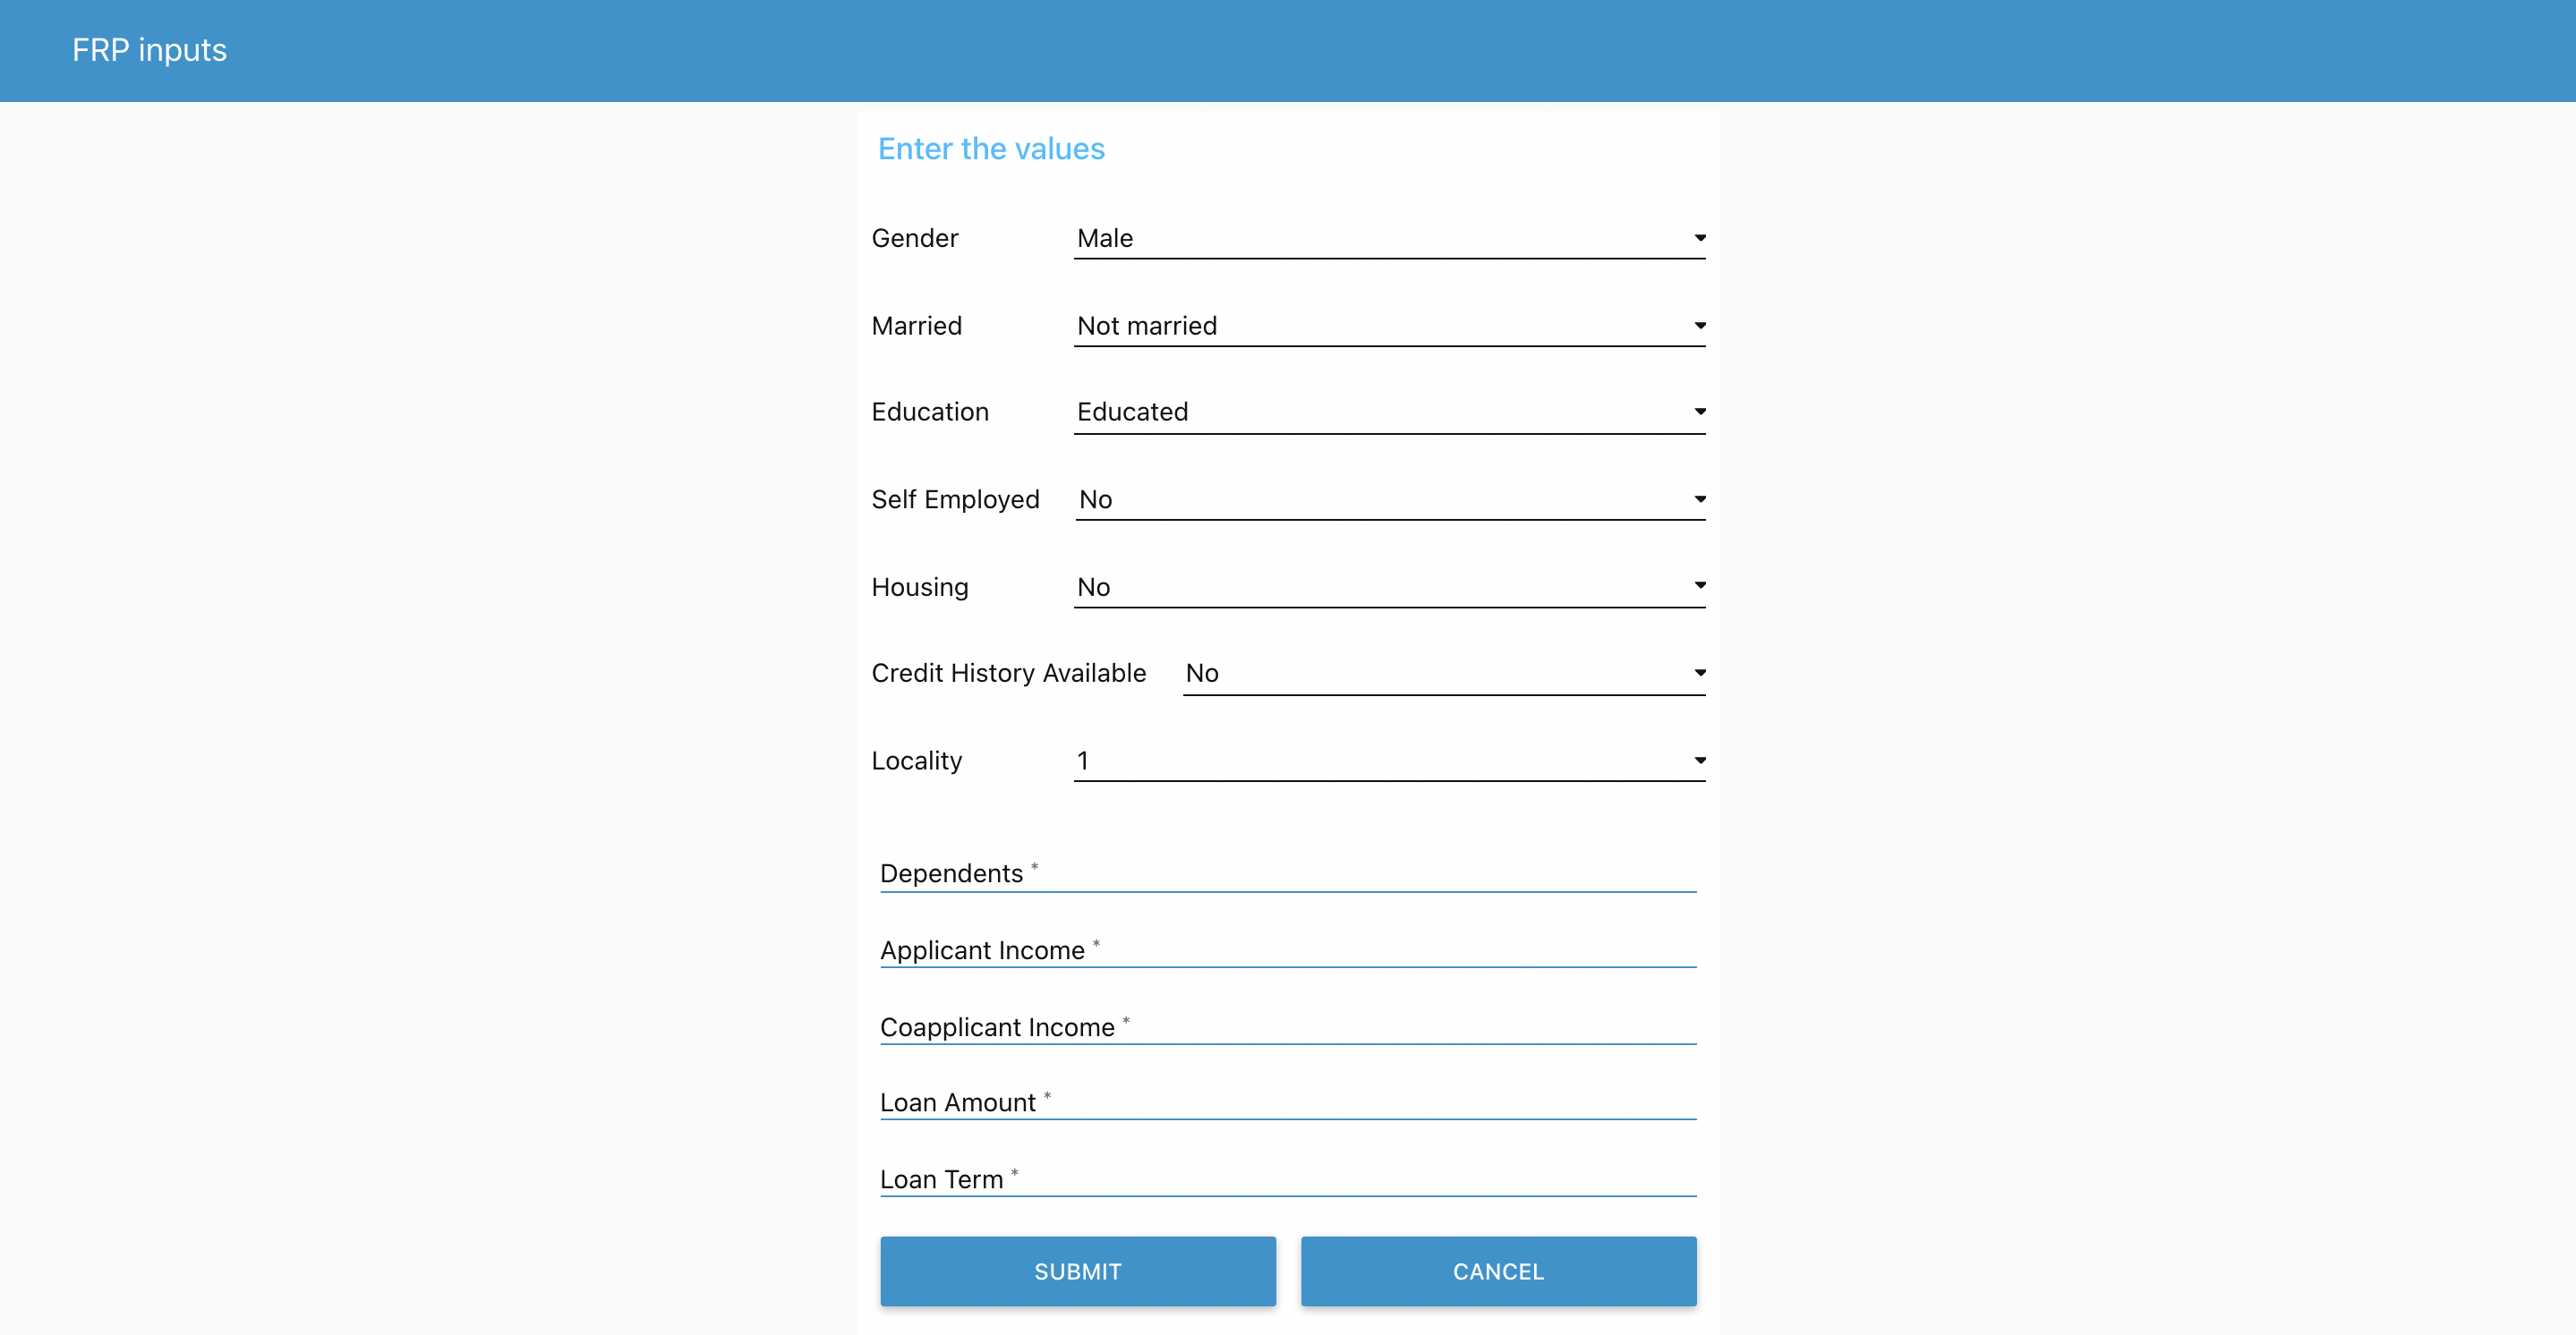 FRP inputs
Enter the values
Gender Male
Married Not married
Education Educated
Self Employed No
Housing No
Credit History Available No
Locality 1
Dependents *
Applicant Income *
Coapplicant Income *
Loan Amount *
Loan Term *
SUBMIT CANCEL